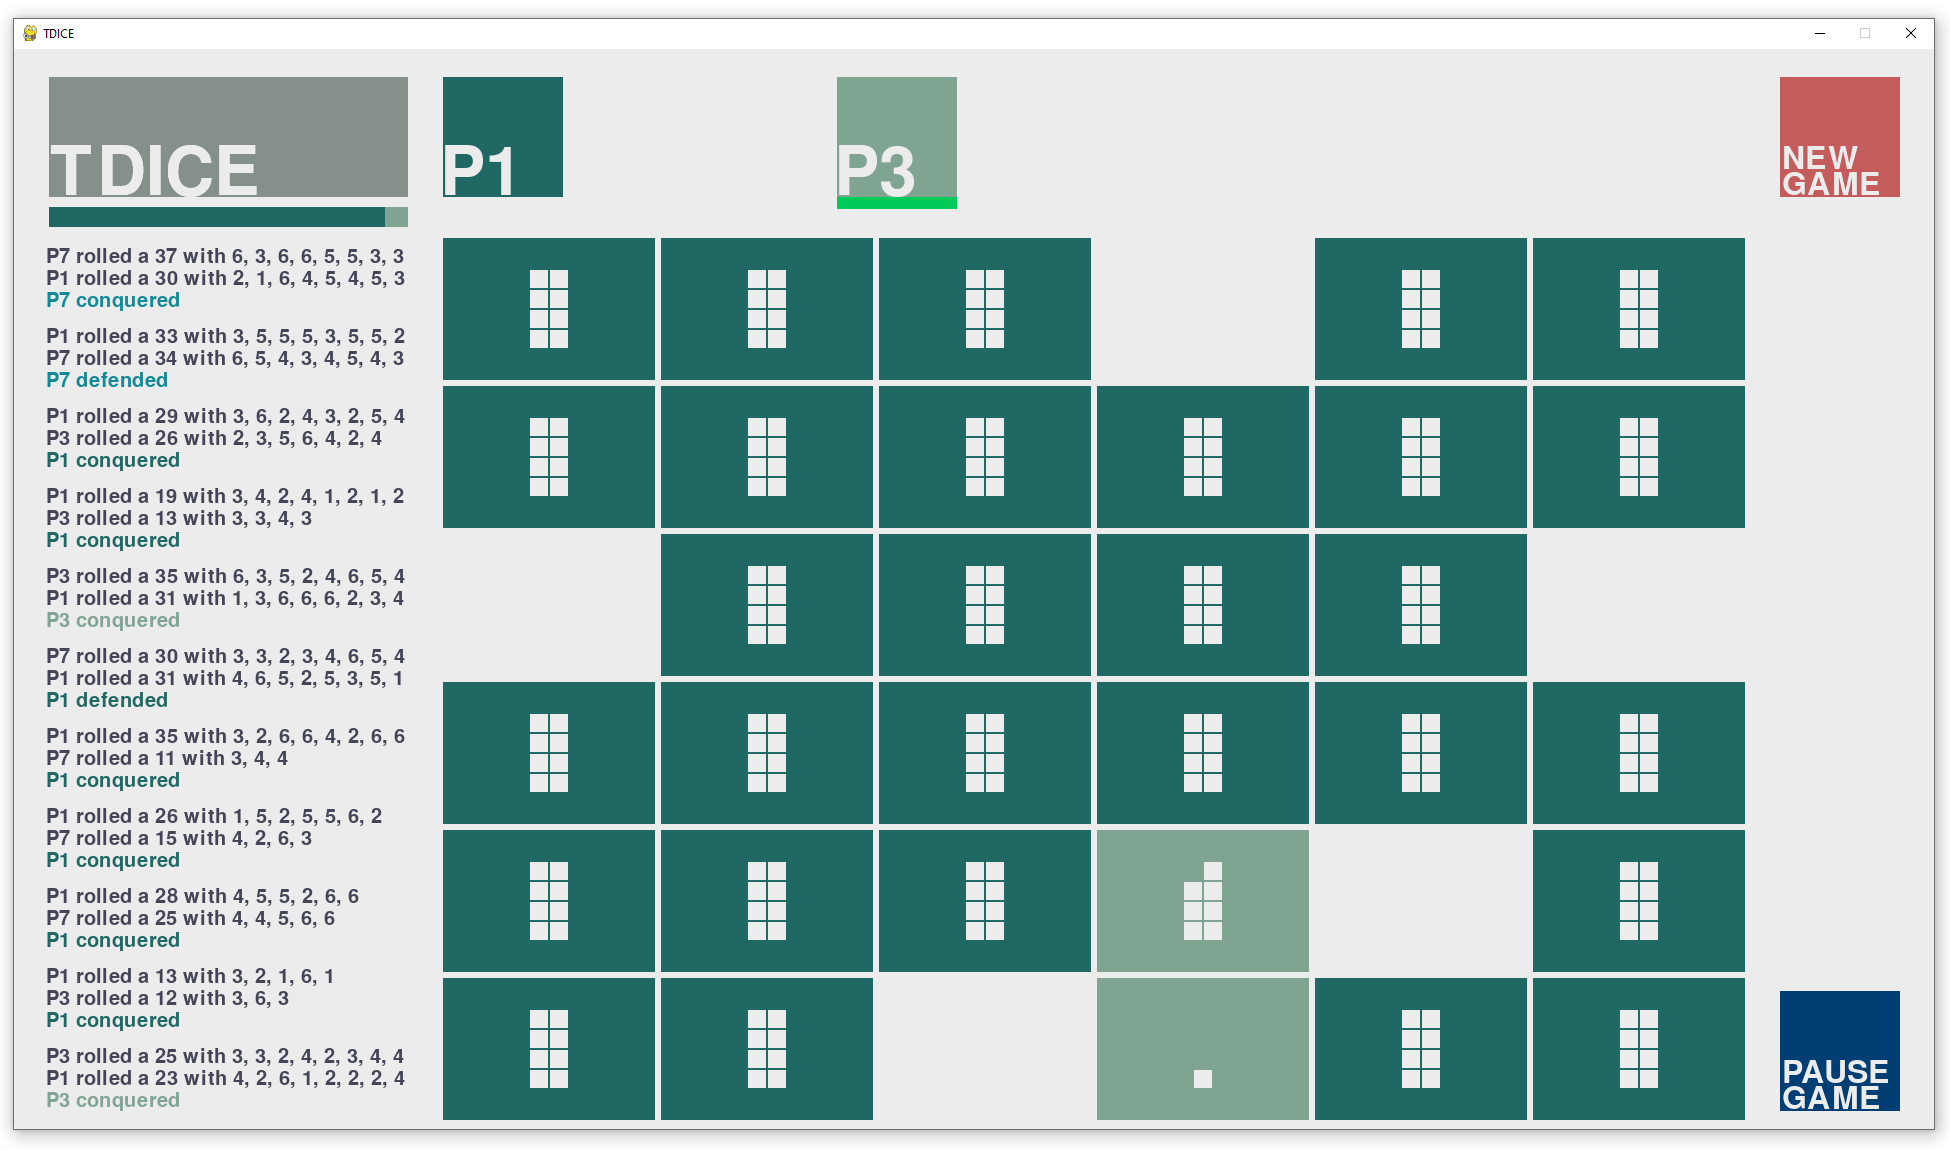 TDICE
TDICE
P1
P3
NEW
GAME
P7 rolled a 37 with 6, 3, 6, 6, 5, 5, 3, 3
P1 rolled a 30 with 2, 1, 6, 4, 5, 4, 5, 3
P7 conquered
P1 rolled a 33 with 3, 5, 5, 5, 3, 5, 5, 2
P7 rolled a 34 with 6, 5, 4, 3, 4, 5, 4, 3
P7 defended
P1 rolled a 29 with 3, 6, 2, 4, 3, 2, 5, 4
P3 rolled a 26 with 2, 3, 5, 6, 4, 2, 4
P1 conquered
P1 rolled a 19 with 3, 4, 2, 4, 1, 2, 1, 2
P3 rolled a 13 with 3, 3, 4, 3
P1 conquered
P3 rolled a 35 with 6, 3, 5, 2, 4, 6, 5, 4
P1 rolled a 31 with 1, 3, 6, 6, 6, 2, 3, 4
P3 conquered
P7 rolled a 30 with 3, 3, 2, 3, 4, 6, 5, 4
P1 rolled a 31 with 4, 6, 5, 2, 5, 3, 5, 1
P1 defended
P1 rolled a 35 with 3, 2, 6, 6, 4, 2, 6, 6
P7 rolled a 11 with 3, 4, 4
P1 conquered
P1 rolled a 26 with 1, 5, 2, 5, 5, 6, 2
P7 rolled a 15 with 4, 2, 6, 3
P1 conquered
P1 rolled a 28 with 4, 5, 5, 2, 6, 6
P7 rolled a 25 with 4, 4, 5, 6, 6
P1 conquered
P1 rolled a 13 with 3, 2, 1, 6, 1
P3 rolled a 12 with 3, 6, 3
P1 conquered
P3 rolled a 25 with 3, 3, 2, 4, 2, 3, 4, 4
P1 rolled a 23 with 4, 2, 6, 1, 2, 2, 2, 4
P3 conquered
PAUSE
GAME